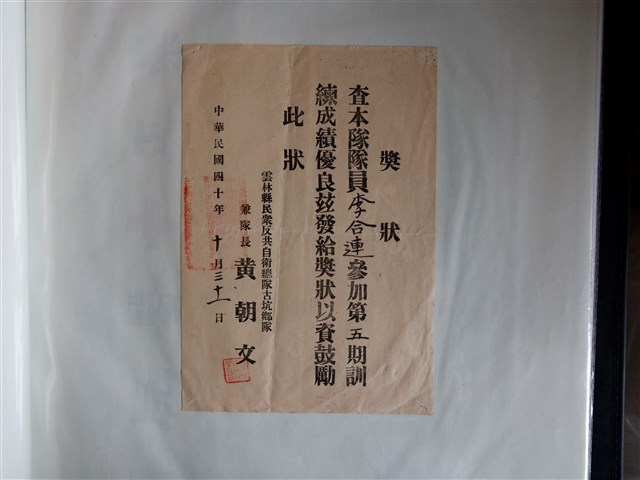 獎狀
查本隊隊員李合連參加第五期訓
練成績優良玆發給獎狀以資鼓勵
此狀
雲林縣民衆反共自衛總隊古坑鄉隊
兼隊長 黃朝文
中華民國四十年十月三十一日